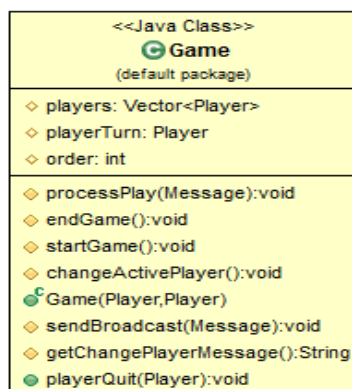 <<Java Class>>
Game
(default package)
players: Vector<Player>
playerTurn: Player
order: int
processPlay(Message):void
endGame():void
startGame():void
changeActivePlayer():void
Game(Player,Player)
sendBroadcast(Message):void
getChangePlayerMessage():String
playerQuit(Player):void